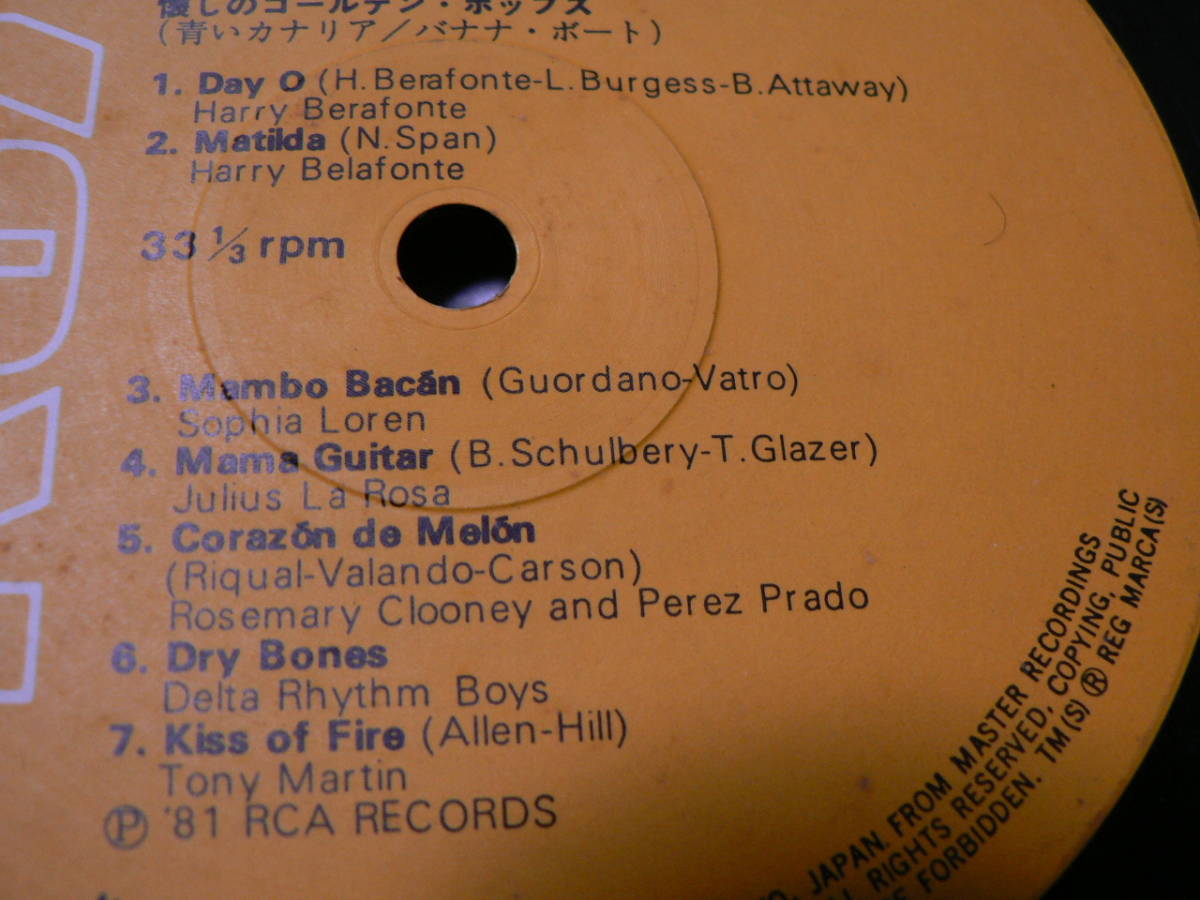 懐しのゴールデン・ポップス
(青いカナリア/バナナ・ボート)
1. Day O (H. Berafonte-L. Burgess-B. Attaway)
Harry Berafonte
2. Matilda (N. Span)
Harry Belafonte
33 1/3 rpm
3. Mambo Bacán (Guordano-Vatro)
Sophia Loren
4. Mama Guitar (B. Schulbery-T. Glazer)
Julius La Rosa
5. Corazón de Melón
(Riqual-Valando-Carson)
Rosemary Clooney and Perez Prado
6. Dry Bones
Delta Rhythm Boys
7. Kiss of Fire (Allen-Hill)
Tony Martin
Ⓟ '81 RCA RECORDS
JAPAN. FROM MASTER RECORDINGS
RIGHTS RESERVED, COPYING, PUBLIC
FORBIDDEN. TM(S) ® REG MARCA(S)